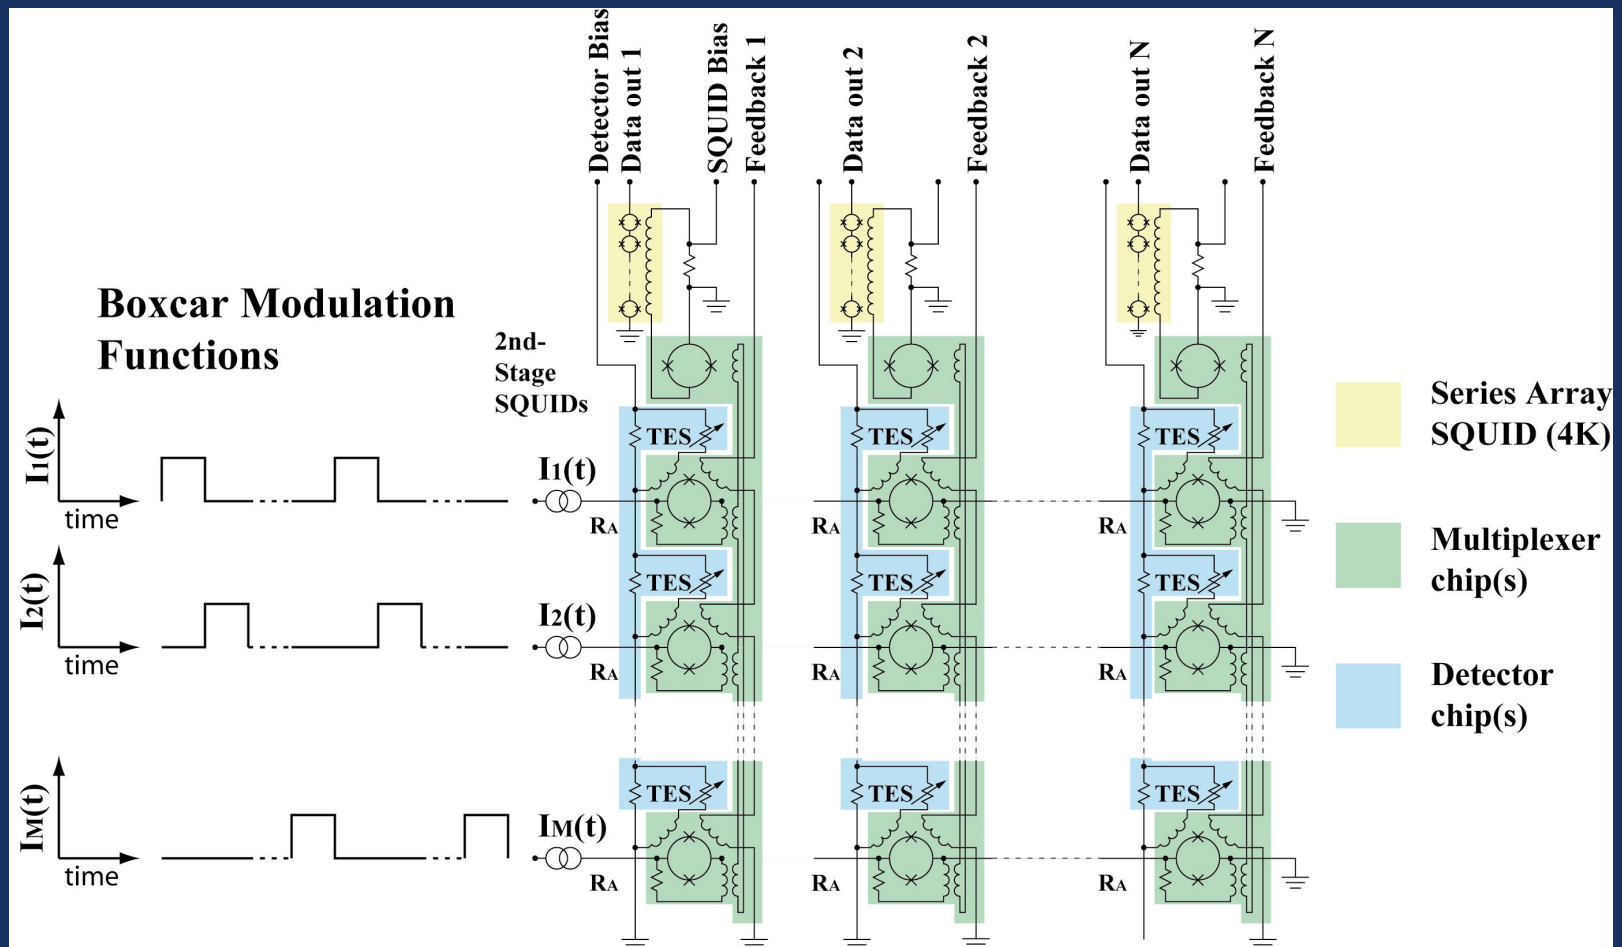 Detector Bias
Data out 1
SQUID Bias
Feedback 1
Data out 2
Feedback 2
Data out N
Feedback N
Boxcar Modulation
Functions
2nd-
Stage
SQUIDs
Series Array
SQUID (4K)
Multiplexer
chip(s)
Detector
chip(s)
I1(t)
time
I1(t)
TES
TES
TES
RA
RA
RA
I2(t)
time
I2(t)
TES
TES
TES
RA
RA
RA
IM(t)
time
IM(t)
TES
TES
TES
RA
RA
RA